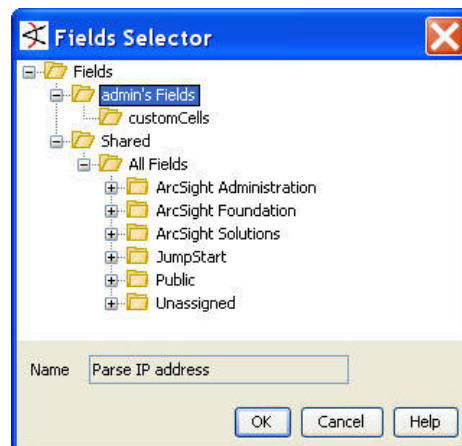 Fields Selector
Fields
admin's Fields
customCells
Shared
All Fields
ArcSight Administration
ArcSight Foundation
ArcSight Solutions
JumpStart
Public
Unassigned
Name Parse IP address
OK Cancel Help